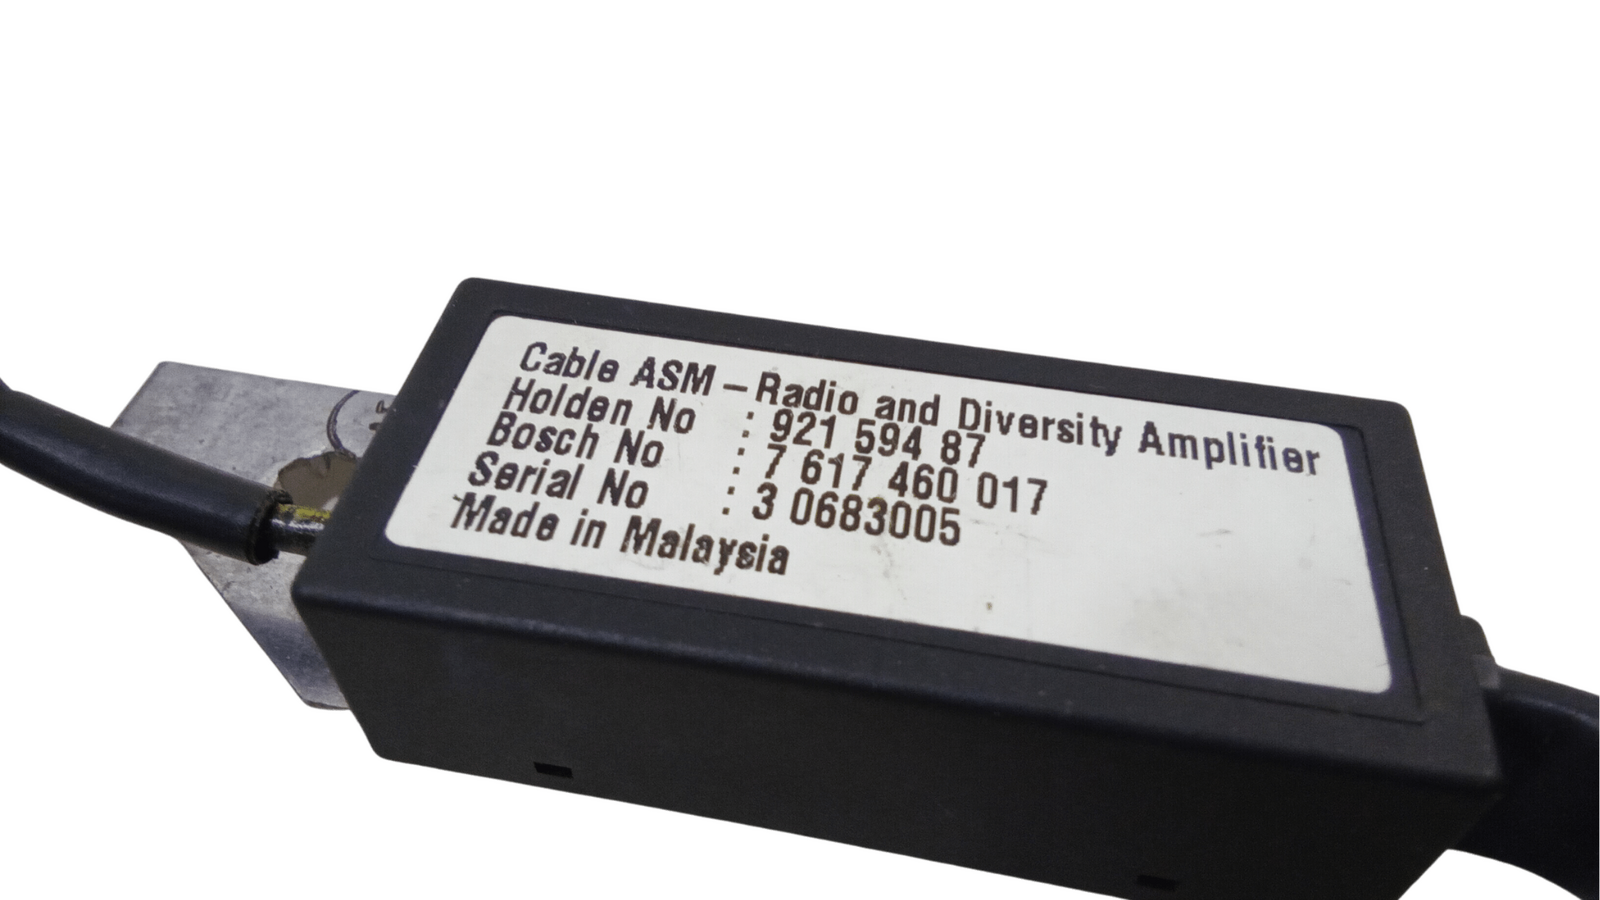 Cable ASM – Radio and Diversity Amplifier
Holden No : 921 594 87
Bosch No : 7 617 460 017
Serial No : 3 0683005
Made in Malaysia